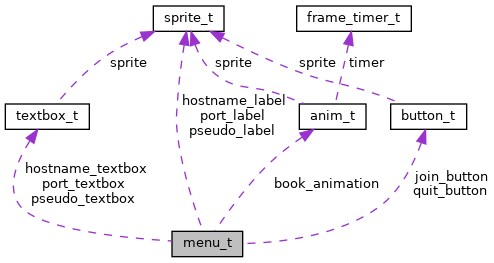 sprite_t
frame_timer_t
sprite
sprite
sprite
timer
hostname_label
port_label
pseudo_label
textbox_t
anim_t
button_t
hostname_textbox
port_textbox
pseudo_textbox
book_animation
join_button
quit_button
menu_t